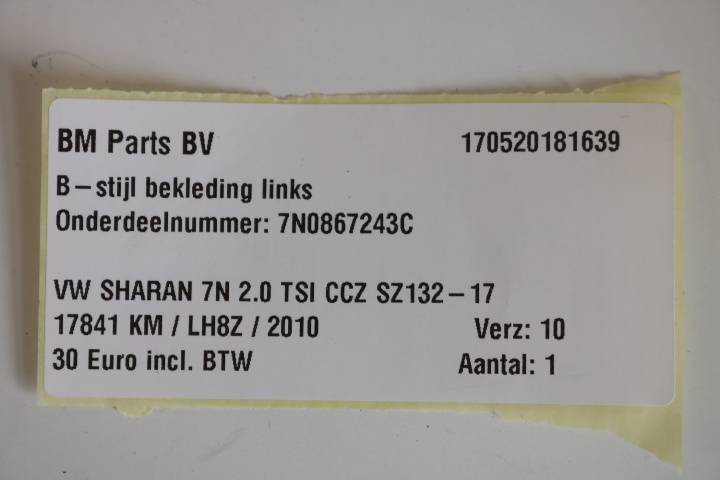 BM Parts BV 170520181639
B-stijl bekleding links
Onderdeelnummer: 7N0867243C
VW SHARAN 7N 2.0 TSI CCZ SZ132-17
17841 KM / LH8Z / 2010 Verz: 10
30 Euro incl. BTW Aantal: 1